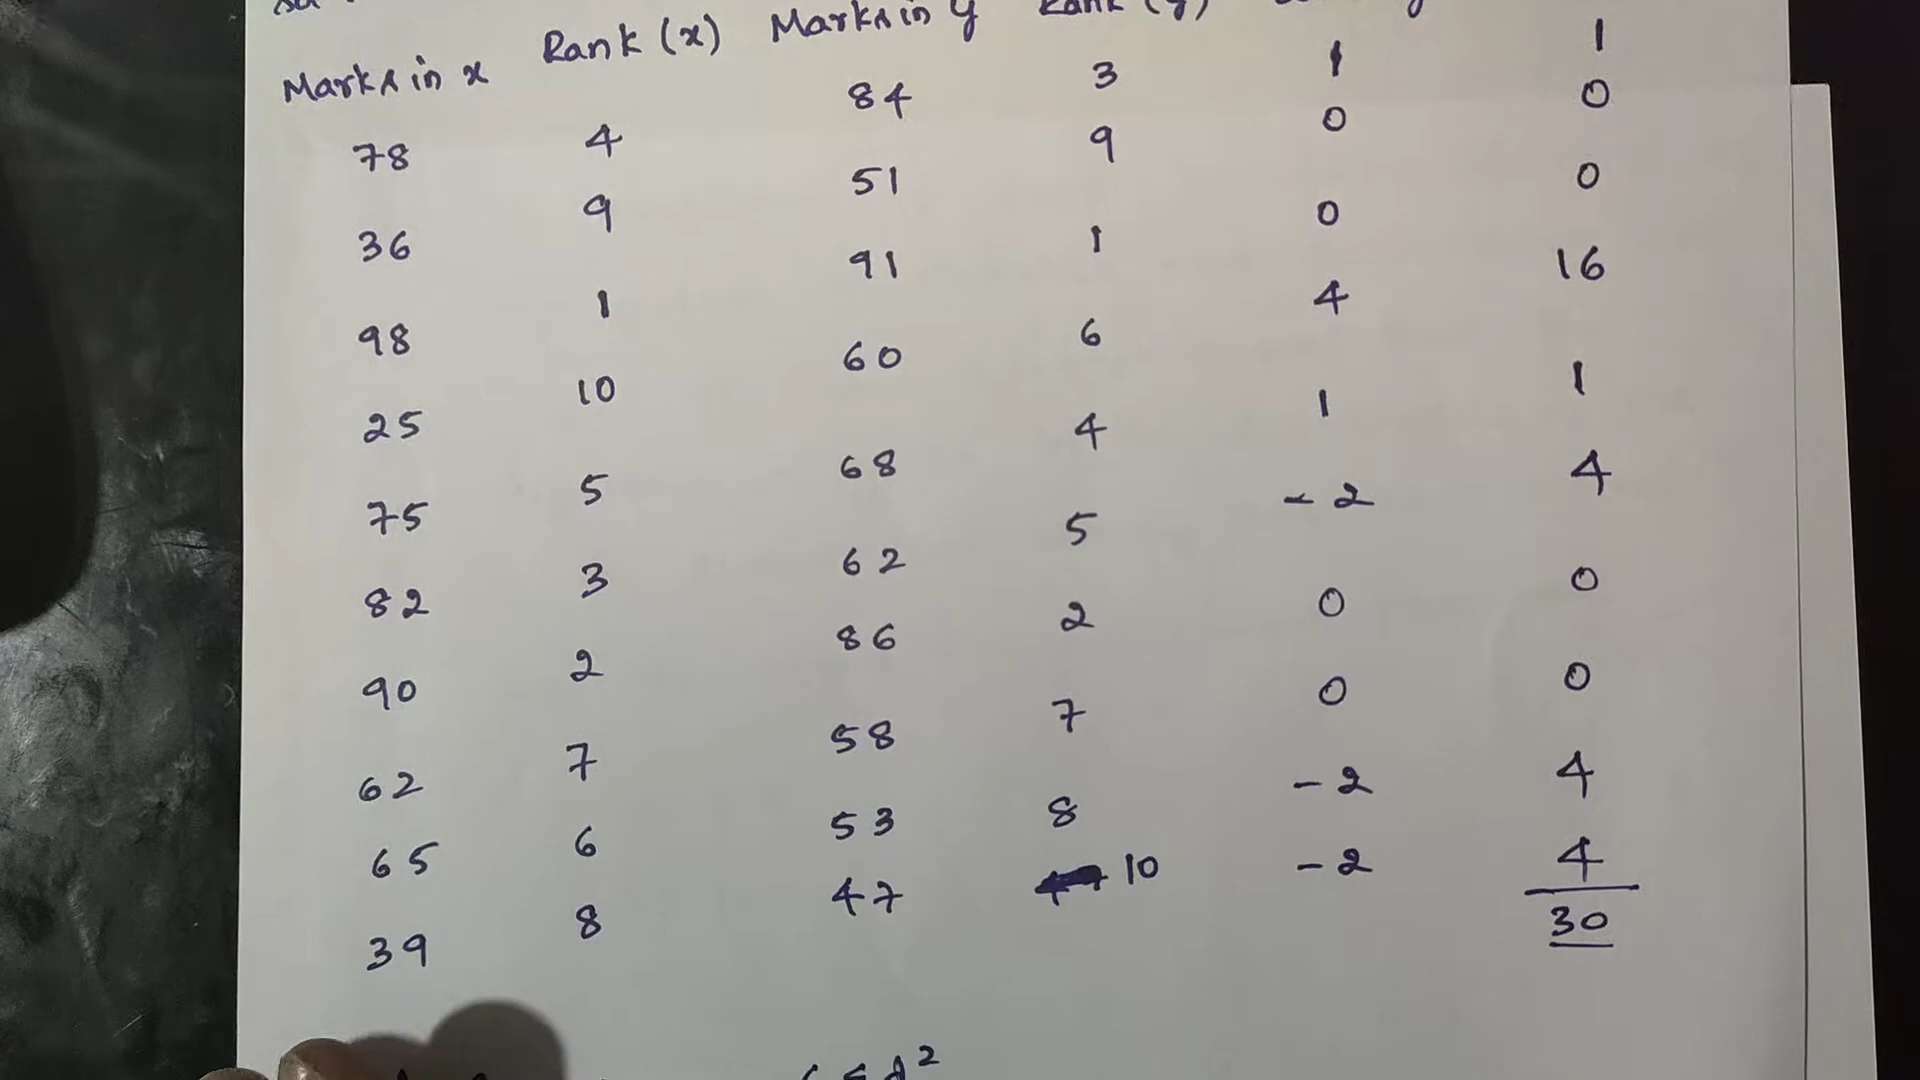 Marks in x Rank (x) Marks in y Rank (y)
78 4 84 3 1 1
36 9 51 9 0 0
98 1 91 1 0 0
25 10 60 6 4 16
75 5 68 4 1 1
82 3 62 5 - 2 4
90 2 86 2 0 0
62 7 58 7 0 0
65 6 53 8 - 2 4
39 8 47 10 - 2 4
30